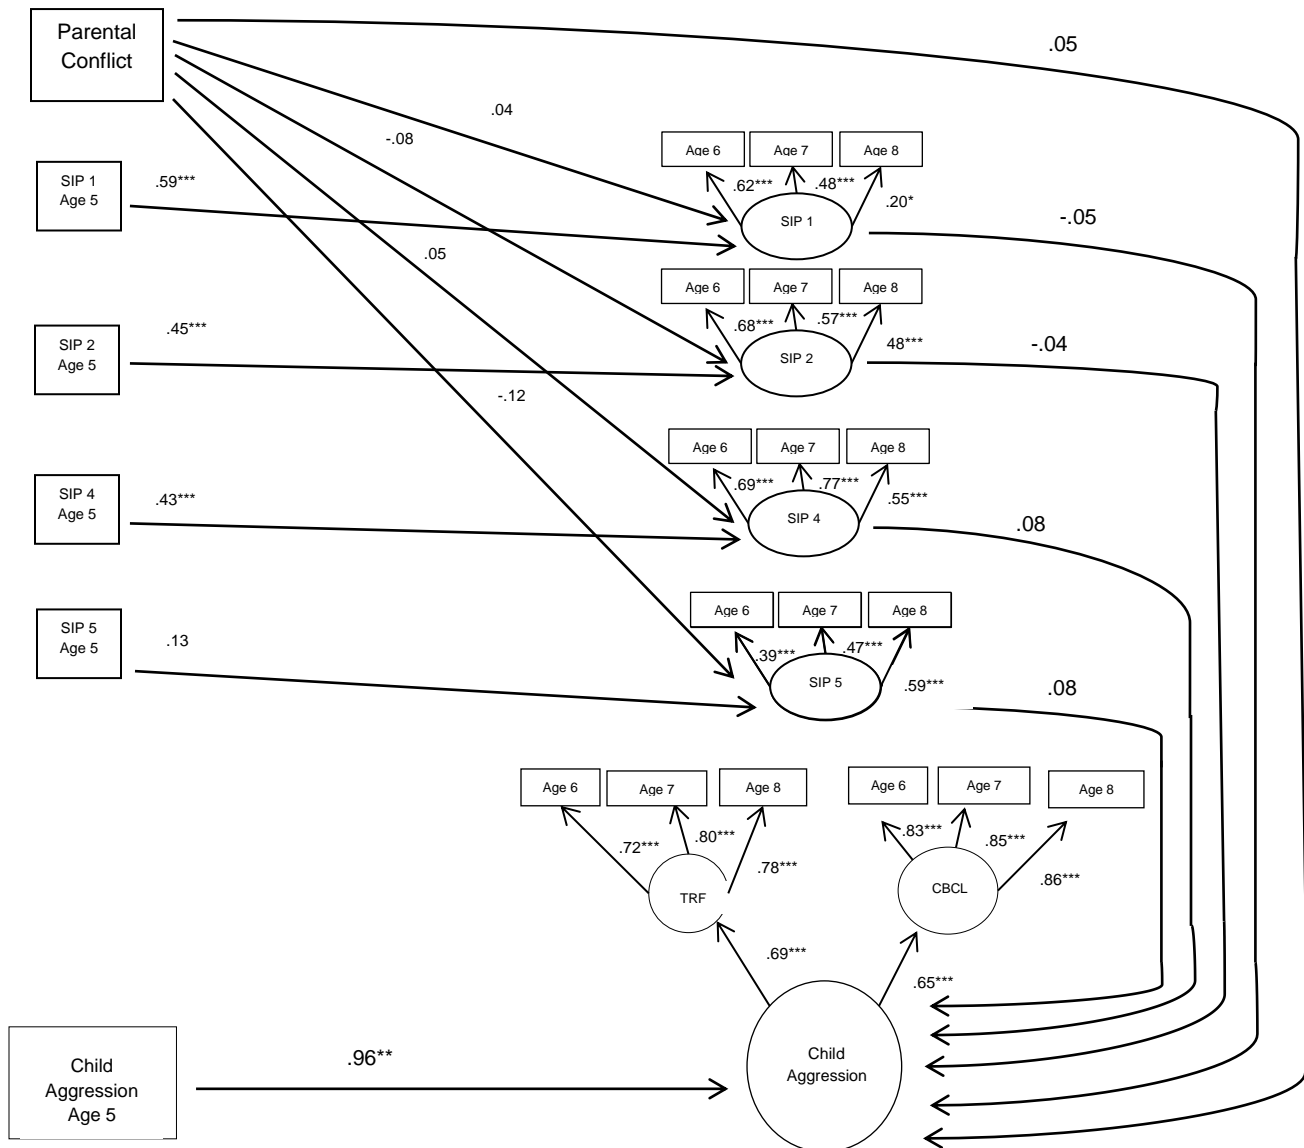 Parental
Conflict
.05
.04
-.08
Age 6
Age 7
Age 8
SIP 1
Age 5
.59***
.62***
.48***
.20*
SIP 1
-.05
.05
Age 6
Age 7
Age 8
SIP 2
Age 5
.45***
.68***
.57***
48***
SIP 2
-.04
-.12
Age 6
Age 7
Age 8
SIP 4
Age 5
.43***
.69***
.77***
.55***
SIP 4
.08
Age 6
Age 7
Age 8
SIP 5
Age 5
.13
.39***
.47***
.59***
SIP 5
.08
Age 6
Age 7
Age 8
Age 6
Age 7
Age 8
.72***
.80***
.78***
.83***
.85***
.86***
TRF
CBCL
.69***
.65***
Child
Aggression
Age 5
.96**
Child
Aggression